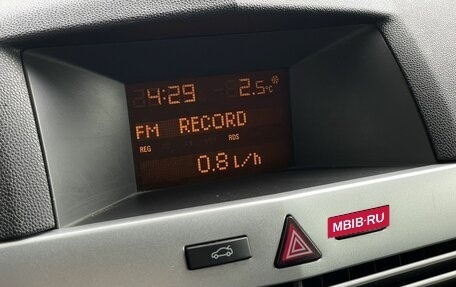 4:29 2.5°C
FM RECORD
REG RDS
0.8 L/h
MBIB-RU